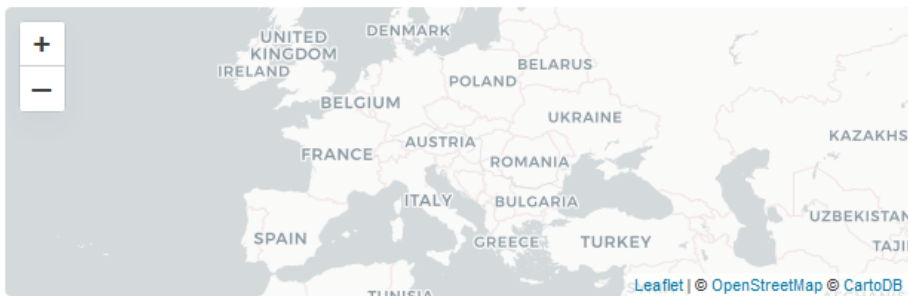 +
−
DENMARK
UNITED
KINGDOM
IRELAND
BELARUS
POLAND
BELGIUM
UKRAINE
KAZAKHS
AUSTRIA
FRANCE
ROMANIA
ITALY
BULGARIA
UZBEKISTAN
SPAIN
GREECE
TURKEY
TAJI
TUNISIA
Leaflet | © OpenStreetMap © CartoDB